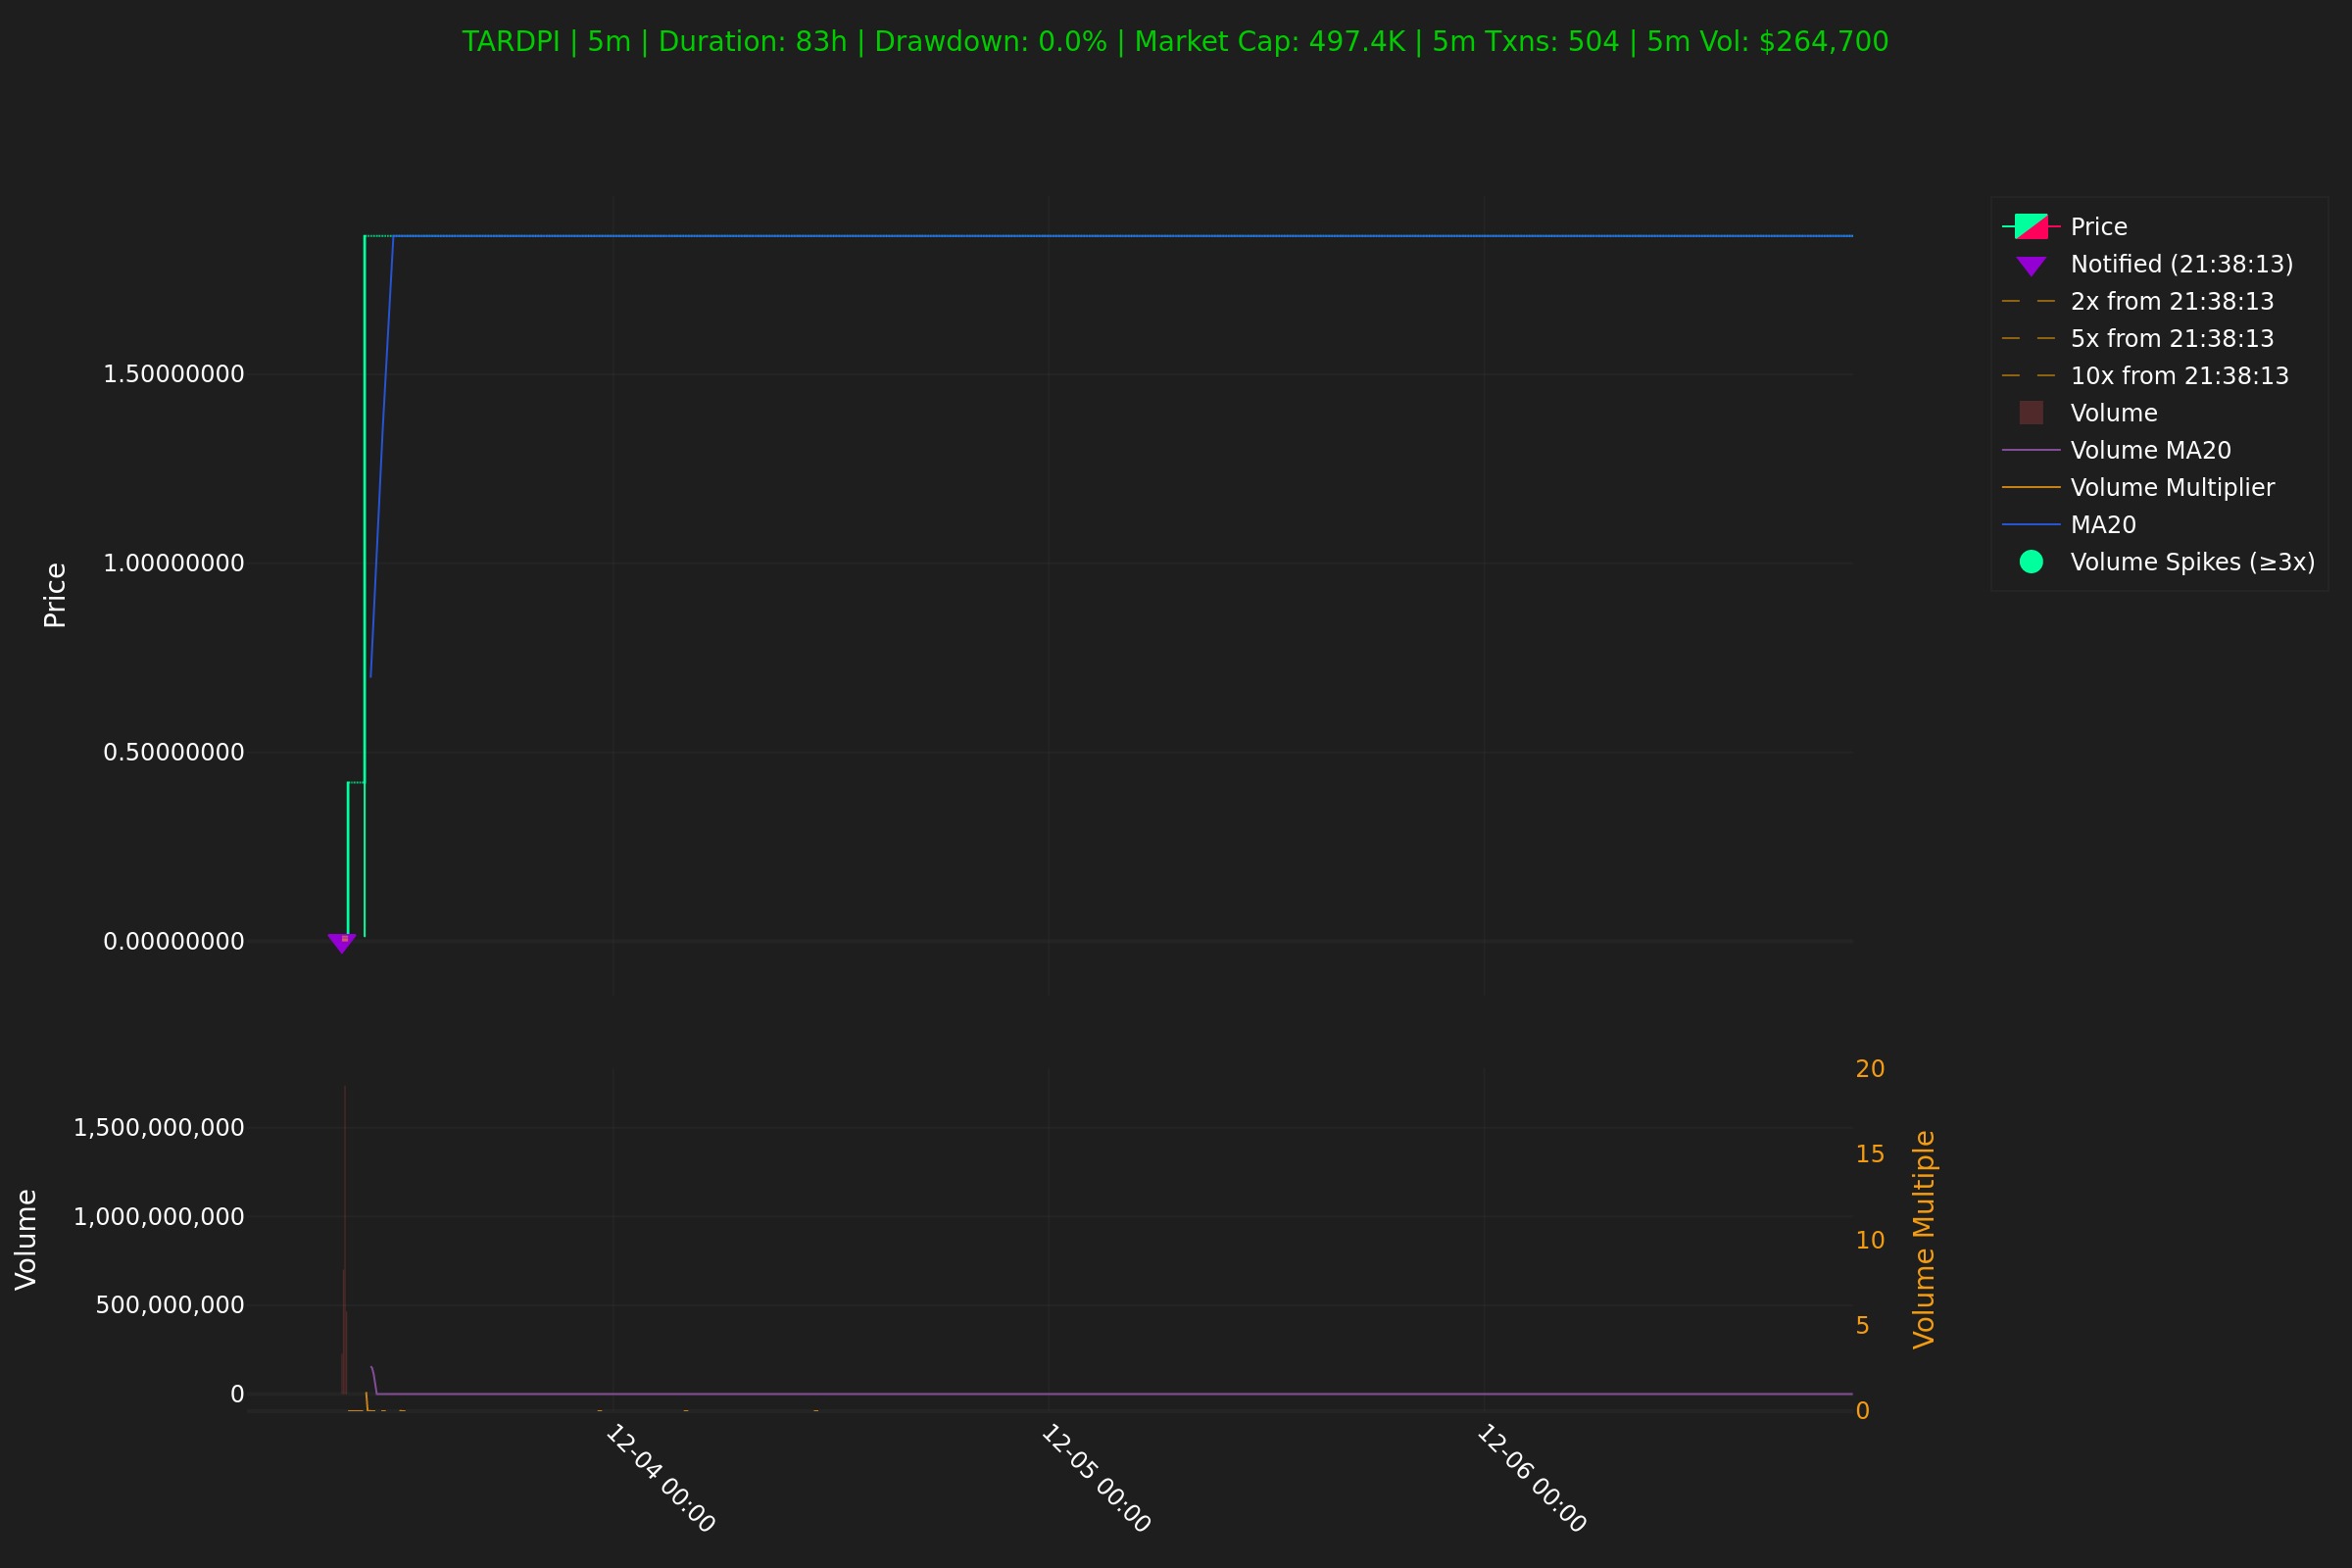 TARDPI | 5m | Duration: 83h | Drawdown: 0.0% | Market Cap: 497.4K | 5m Txns: 504 | 5m Vol: $264,700
Price
1.50000000
1.00000000
0.50000000
0.00000000
Price
Notified (21:38:13)
2x from 21:38:13
5x from 21:38:13
10x from 21:38:13
Volume
Volume MA20
Volume Multiplier
MA20
Volume Spikes (≥3x)
Volume
1,500,000,000
1,000,000,000
500,000,000
0
20
15
10
5
0
Volume Multiple
12-04 00:00
12-05 00:00
12-06 00:00